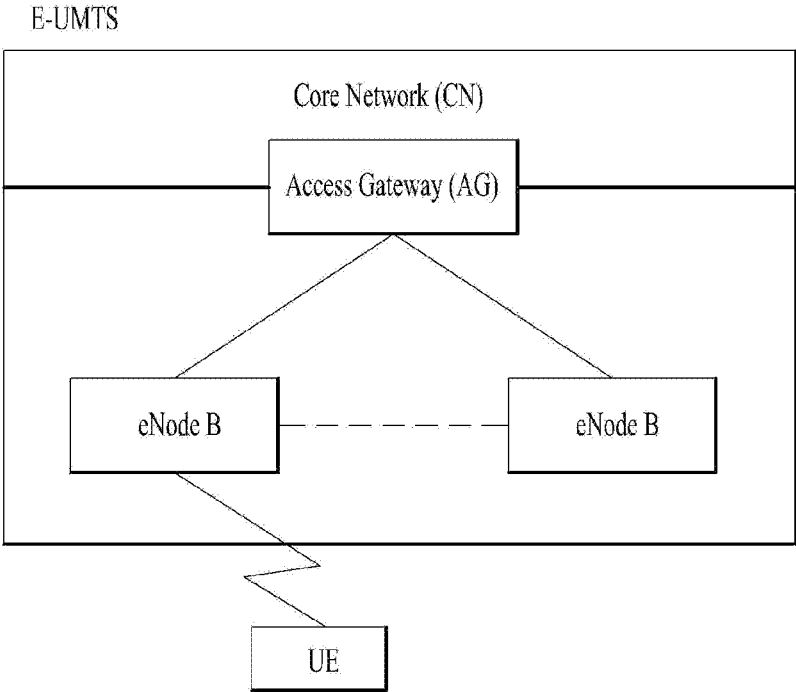 E-UMTS
Core Network (CN)
Access Gateway (AG)
eNode B
eNode B
UE